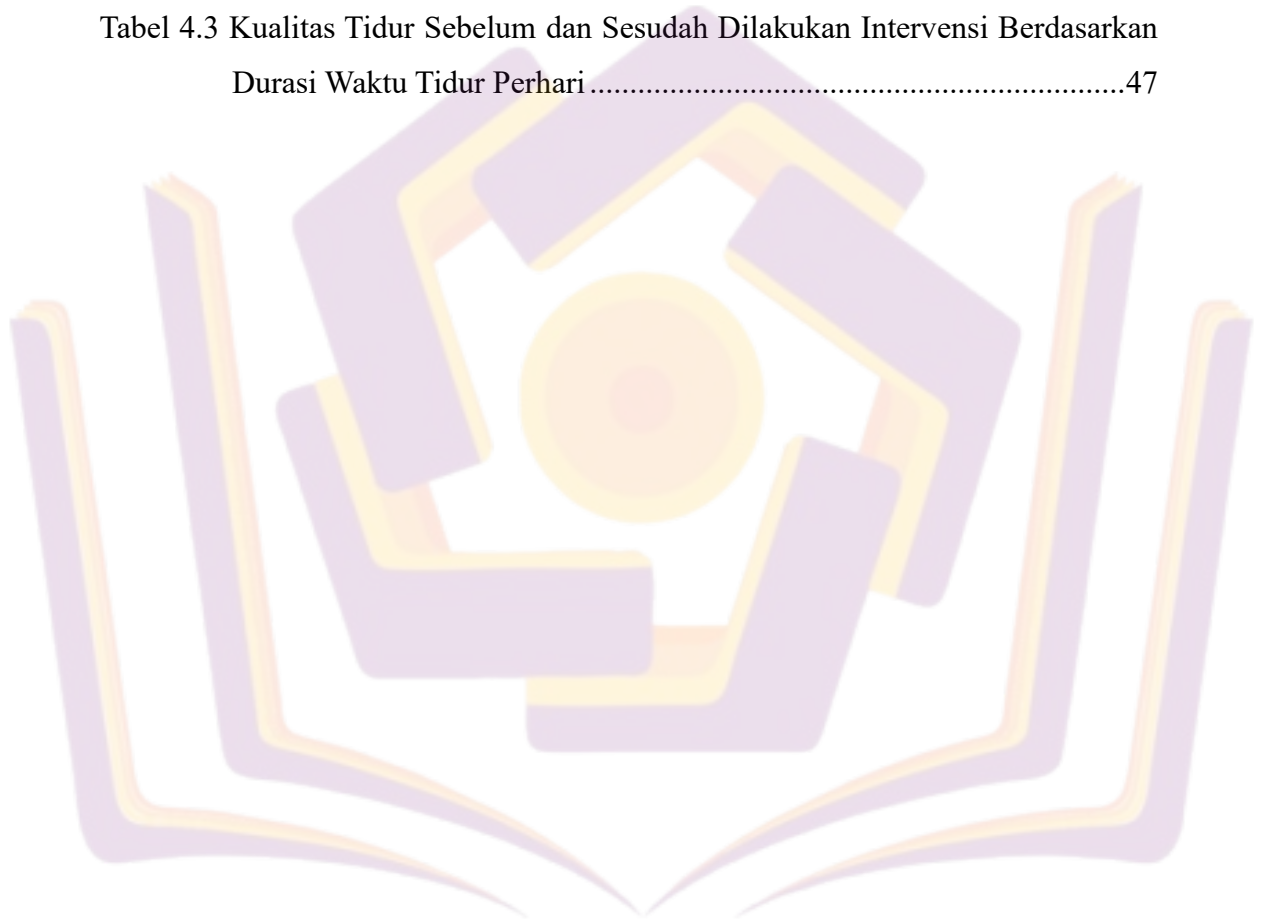 Tabel 4.3 Kualitas Tidur Sebelum dan Sesudah Dilakukan Intervensi Berdasarkan
Durasi Waktu Tidur Perhari...................................................................47